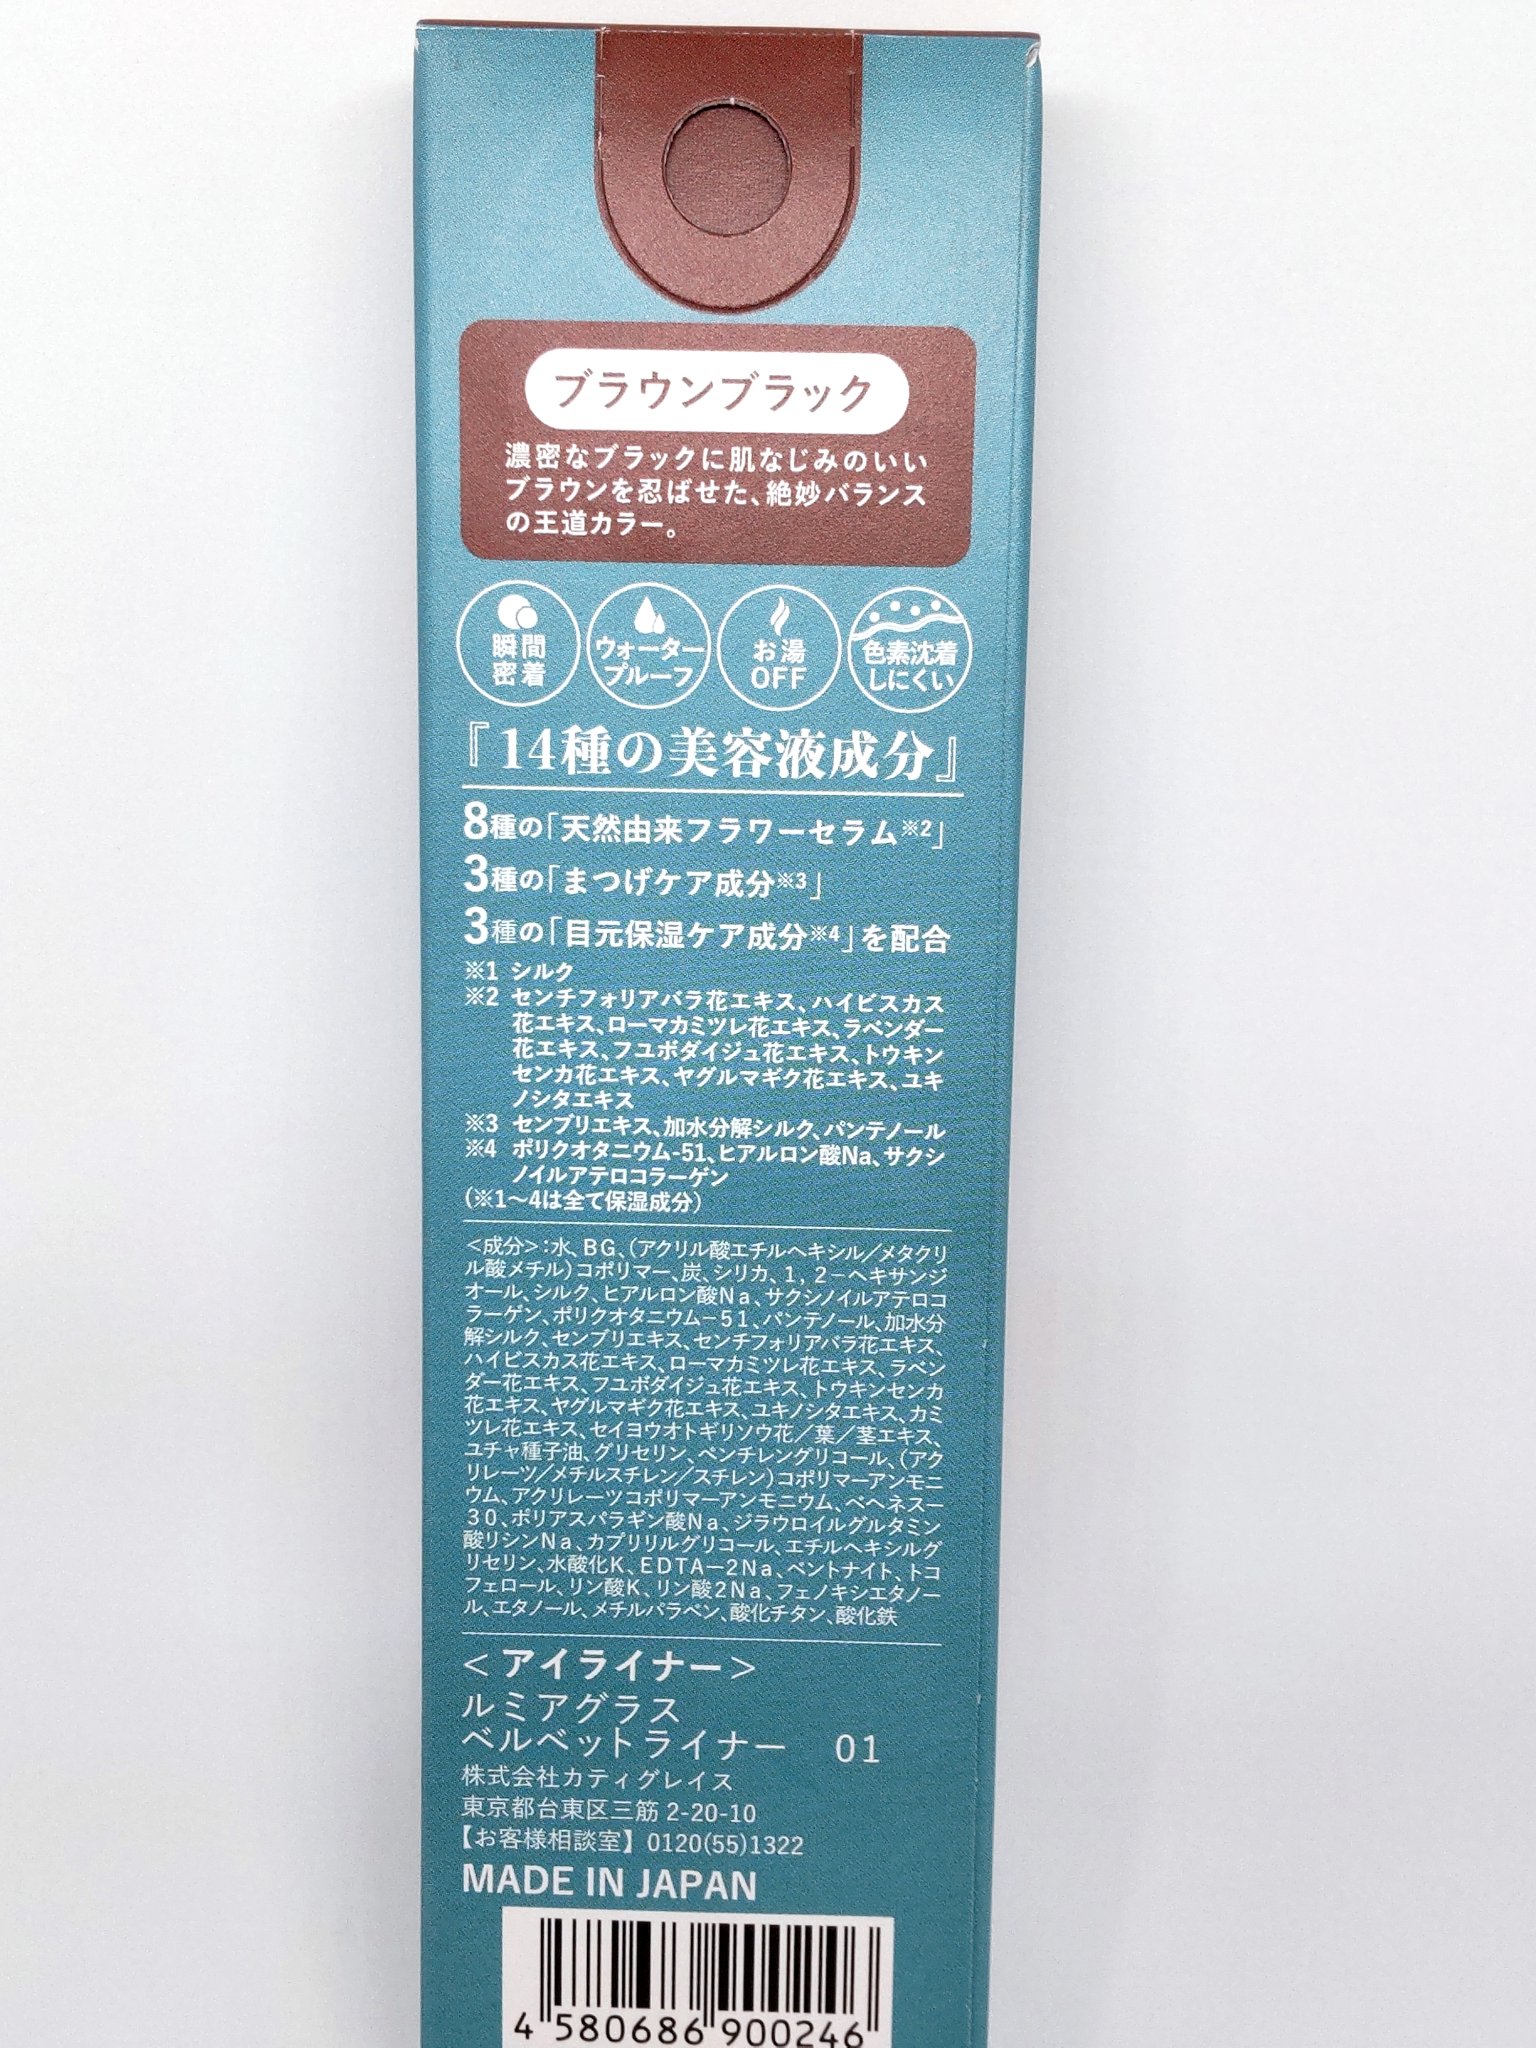 ブラウンブラック
濃密なブラックに肌なじみのいい
ブラウンを忍ばせた、絶妙バランス
の王道カラー。
瞬間
密着
ウォーター
プルーフ
お湯
OFF
色素沈着
しにくい
『14種の美容液成分』
8種の「天然由来フラワーセラム※2」
3種の「まつげケア成分※3」
3種の「目元保湿ケア成分※4」を配合
※1 シルク
※2 センチフォリアバラ花エキス、ハイビスカス
花エキス、ローマカミツレ花エキス、ラベンダー
花エキス、フユボダイジュ花エキス、トウキン
センカ花エキス、ヤグルマギク花エキス、ユキ
ノシタエキス
※3 センブリエキス、加水分解シルク、パンテノール
※4 ポリクオタニウム-51、ヒアルロン酸Na、サクシ
ノイルアテロコラーゲン
(※1〜4は全て保湿成分)
<成分>:水、BG、(アクリル酸エチルヘキシル/メタクリ
ル酸メチル)コポリマー、炭、シリカ、1,2−ヘキサンジ
オール、シルク、ヒアルロン酸Na、サクシノイルアテロコ
ラーゲン、ポリクオタニウム−51、パンテノール、加水分
解シルク、センブリエキス、センチフォリアバラ花エキス、
ハイビスカス花エキス、ローマカミツレ花エキス、ラベン
ダー花エキス、フユボダイジュ花エキス、トウキンセンカ
花エキス、ヤグルマギク花エキス、ユキノシタエキス、カミ
ツレ花エキス、セイヨウオトギリソウ花/葉/茎エキス、
ユチャ種子油、グリセリン、ペンチレングリコール、(アク
リレーツ/メチルスチレン/スチレン)コポリマーアンモニ
ウム、アクリレーツコポリマーアンモニウム、ベヘネス−
30、ポリアスパラギン酸Na、ジラウロイルグルタミン
酸リシンNa、カプリリルグリコール、エチルヘキシルグ
リセリン、水酸化K、EDTA−2Na、ベントナイト、トコ
フェロール、リン酸K、リン酸2Na、フェノキシエタノー
ル、エタノール、メチルパラベン、酸化チタン、酸化鉄
<アイライナー>
ルミアグラス
ベルベットライナー 01
株式会社カティグレイス
東京都台東区三筋 2-20-10
【お客様相談室】0120(55)1322
MADE IN JAPAN
4 580686 900246